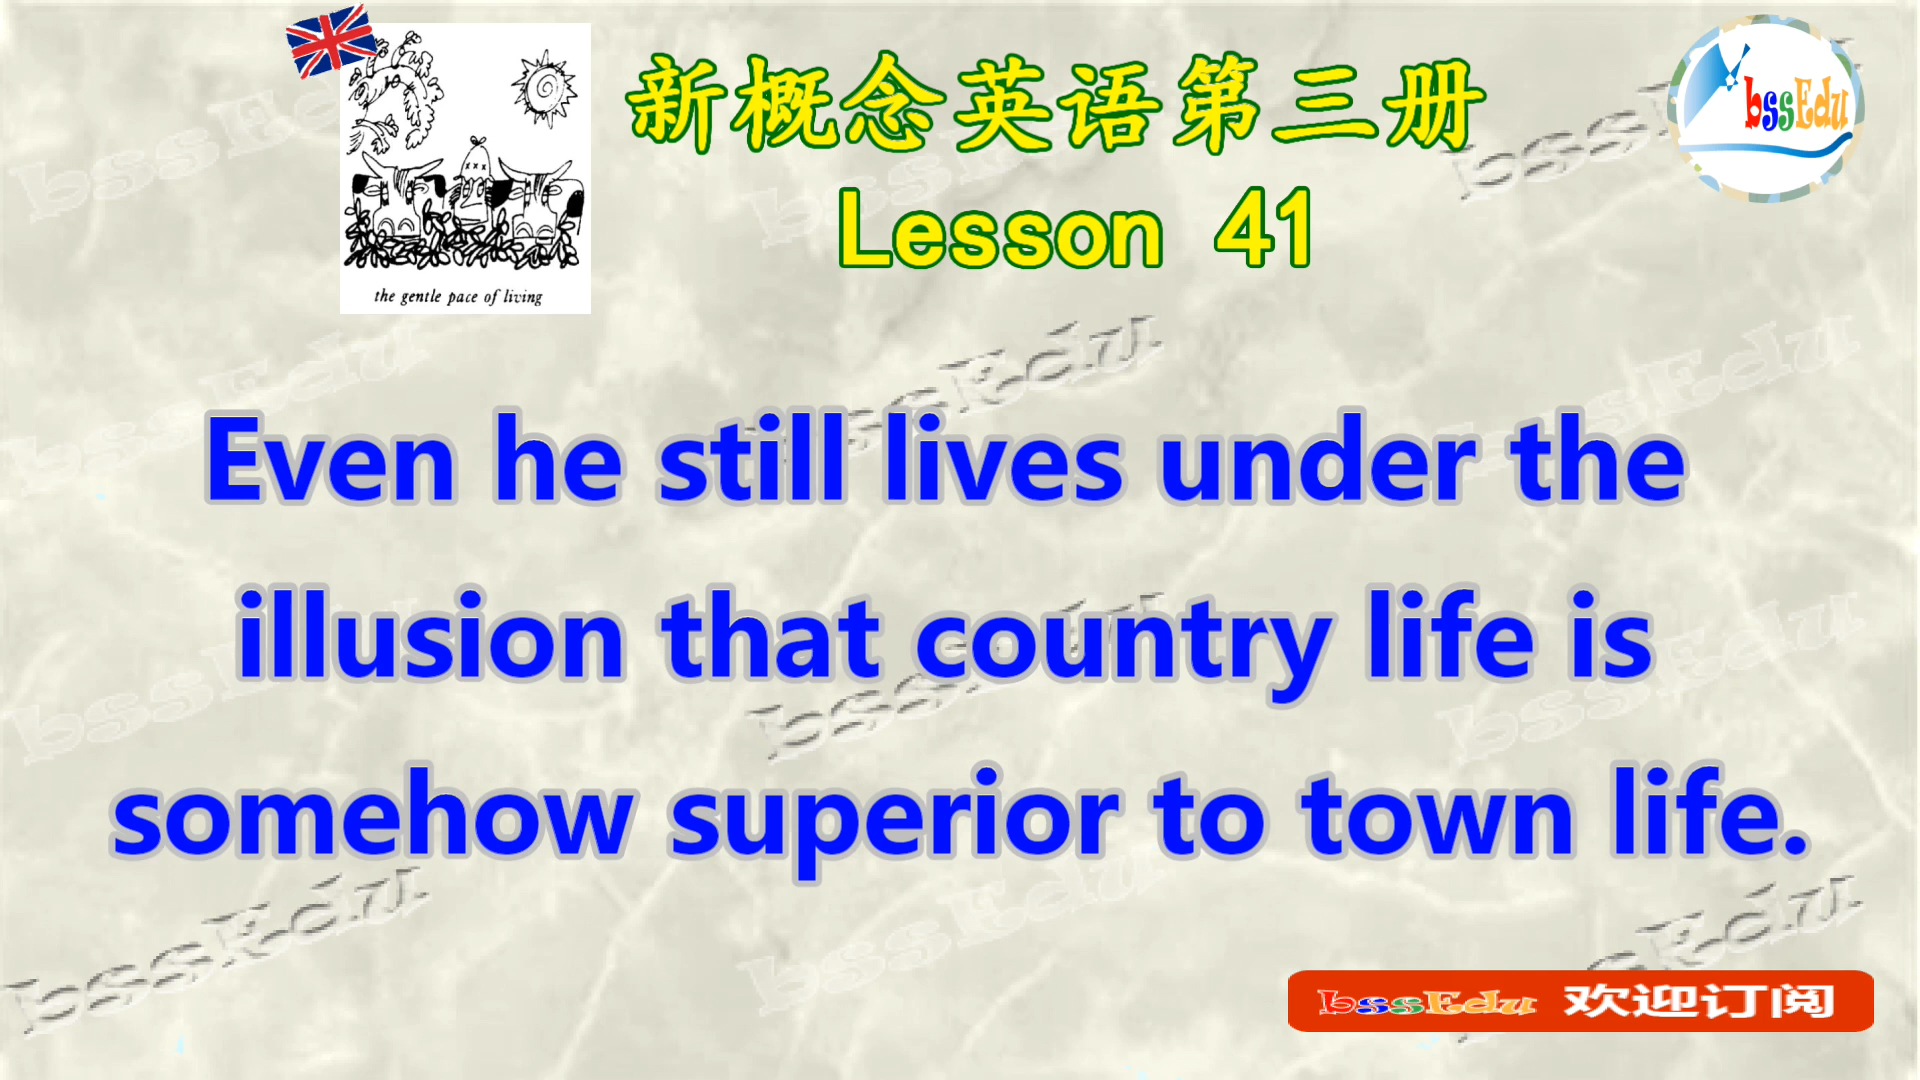 新概念英语第三册
bssEdu
Lesson 41
the gentle pace of living
Even he still lives under the
illusion that country life is
somehow superior to town life.
bssEdu 欢迎订阅